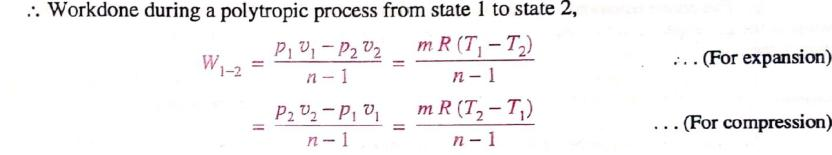 ∴ Workdone during a polytropic process from state 1 to state 2,
W₁₋₂ = (p₁ v₁ – p₂ v₂) / (n – 1) = m R (T₁ – T₂) / (n – 1) ∴. . (For expansion)
= (p₂ v₂ – p₁ v₁) / (n – 1) = m R (T₂ – T₁) / (n – 1) . . . (For compression)